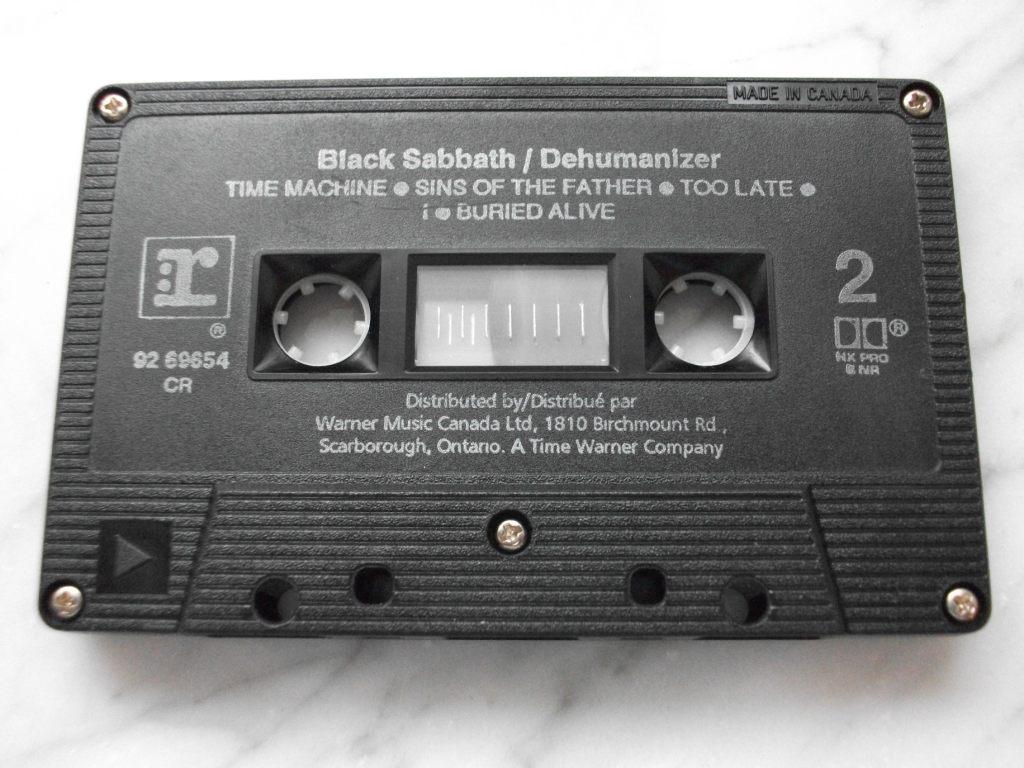 MADE IN CANADA
Black Sabbath / Dehumanizer
TIME MACHINE ● SINS OF THE FATHER ● TOO LATE ●
I ● BURIED ALIVE
r
®
92 69654
CR
2
®
HX PRO
B NR
Distributed by/Distribué par
Warner Music Canada Ltd, 1810 Birchmount Rd.,
Scarborough, Ontario. A Time Warner Company